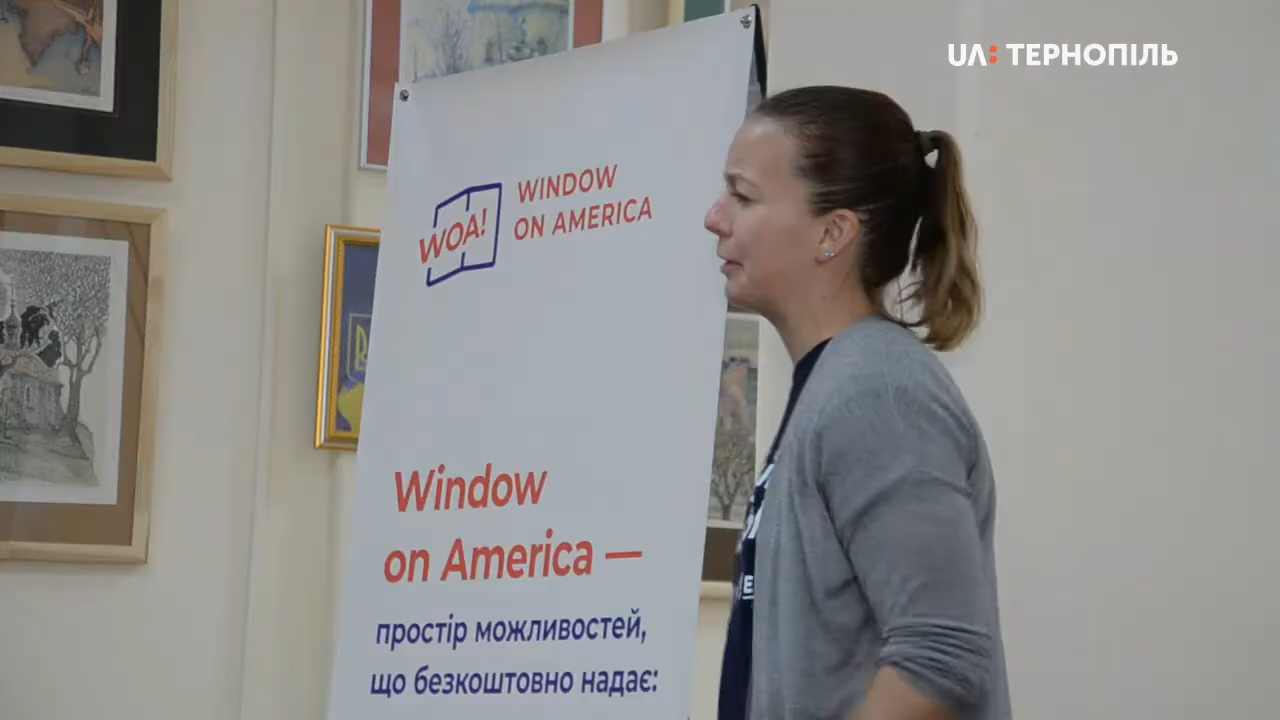 UA: ТЕРНОПІЛЬ
WOA!
WINDOW
ON AMERICA
Window
on America —
простір можливостей,
що безкоштовно надає: